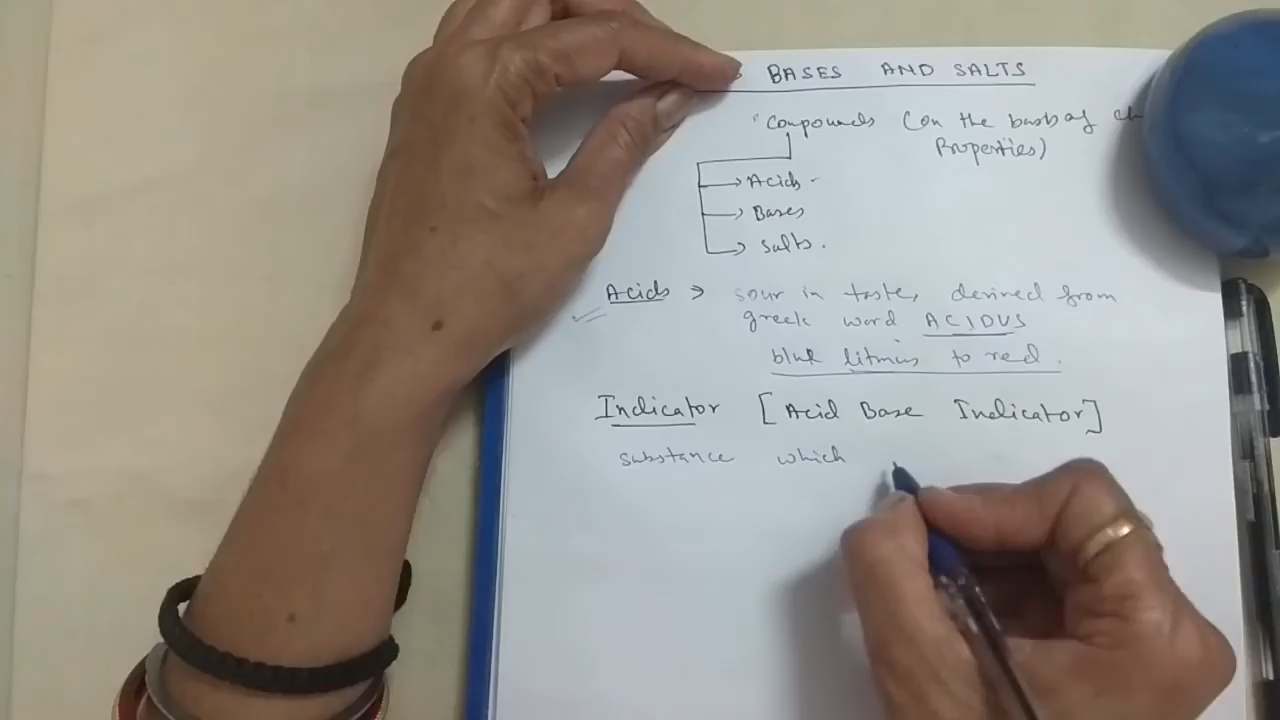 BASES AND SALTS
Compounds (on the basis of
Properties)
Acids -
Bases
Salts.
Acids > sour in taste, derived from
greek word ACIDUS
blue litmus to red.
Indicator [Acid Base Indicator]
substance which